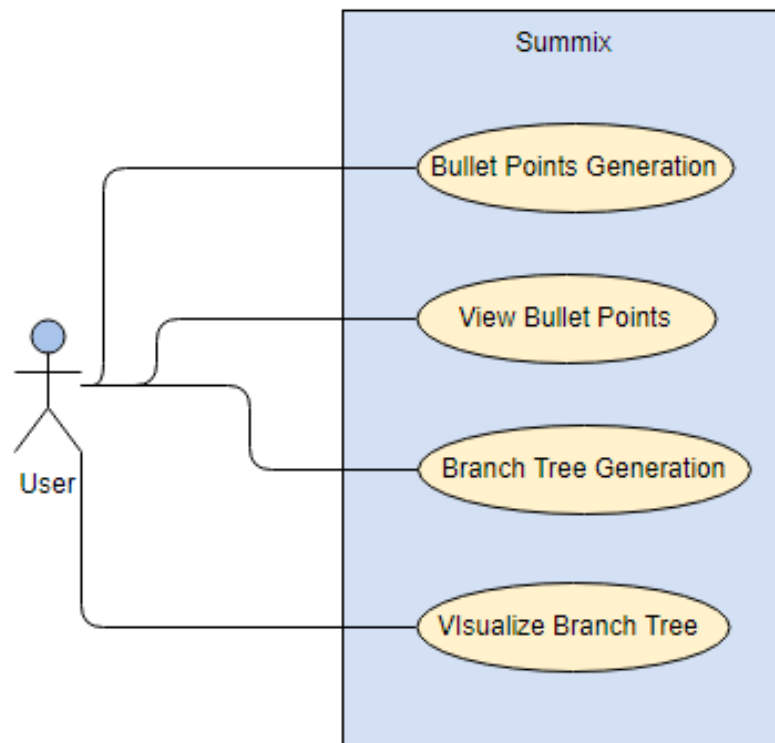 Summix
Bullet Points Generation
View Bullet Points
Branch Tree Generation
User
VIsualize Branch Tree